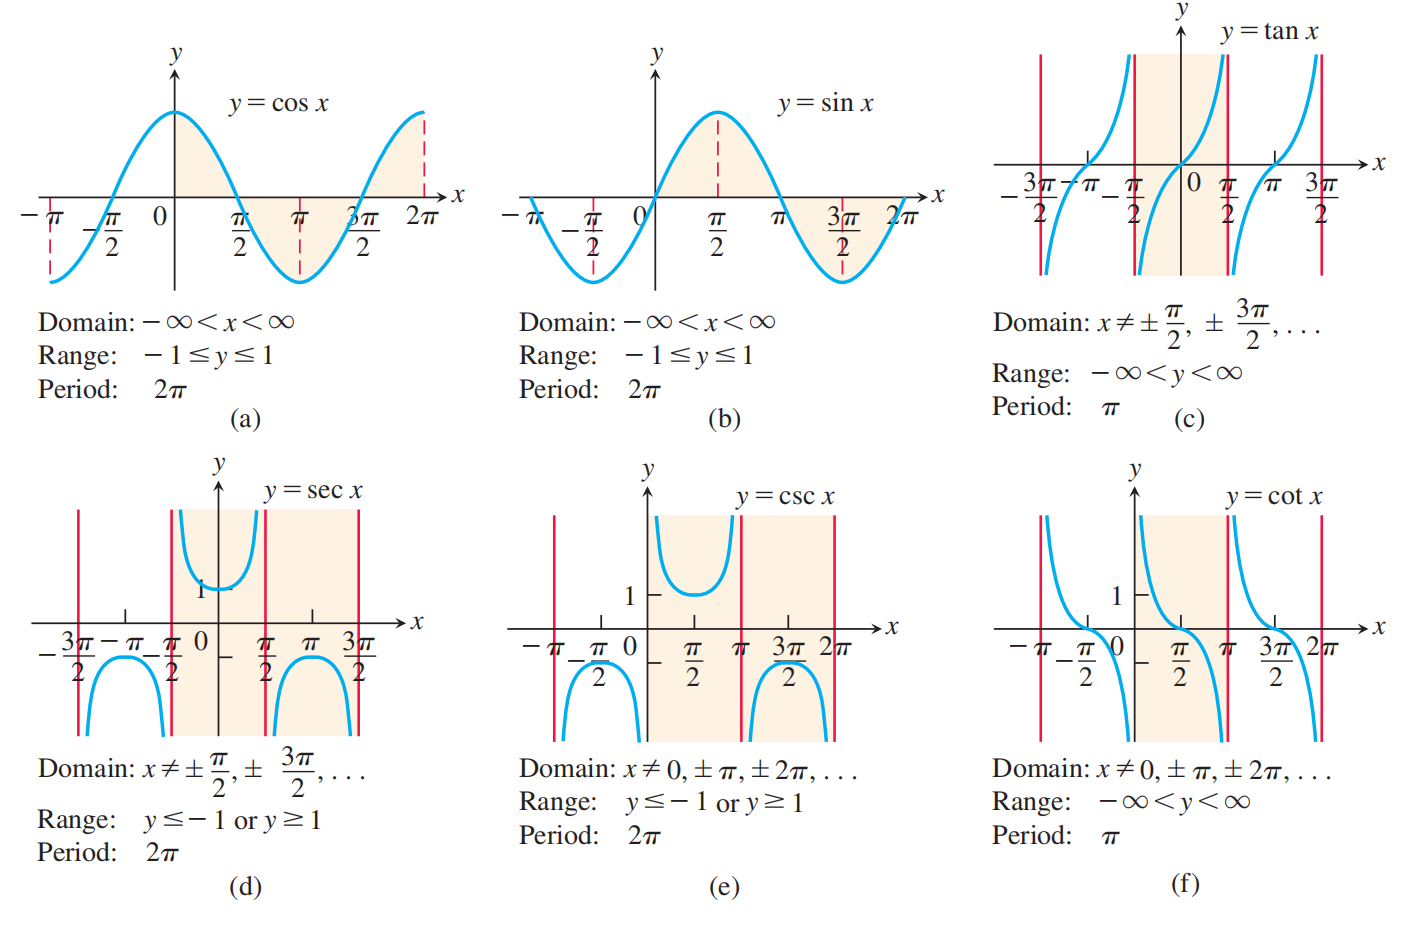 y
y = cos x
x
−π
−π/2
0
π/2
π
3π/2
2π
Domain: −∞ < x < ∞
Range: −1 ≤ y ≤ 1
Period: 2π
(a)
y
y = sin x
x
−π
−π/2
0
π/2
π
3π/2
2π
Domain: −∞ < x < ∞
Range: −1 ≤ y ≤ 1
Period: 2π
(b)
y
y = tan x
x
−3π/2
−π
−π/2
0
π/2
π
3π/2
Domain: x ≠ ±π/2, ±3π/2, . . .
Range: −∞ < y < ∞
Period: π
(c)
y
y = sec x
1
x
−3π/2
−π
−π/2
0
π/2
π
3π/2
Domain: x ≠ ±π/2, ±3π/2, . . .
Range: y ≤ −1 or y ≥ 1
Period: 2π
(d)
y
y = csc x
1
x
−π
−π/2
0
π/2
π
3π/2
2π
Domain: x ≠ 0, ±π, ±2π, . . .
Range: y ≤ −1 or y ≥ 1
Period: 2π
(e)
y
y = cot x
1
x
−π
−π/2
0
π/2
π
3π/2
2π
Domain: x ≠ 0, ±π, ±2π, . . .
Range: −∞ < y < ∞
Period: π
(f)